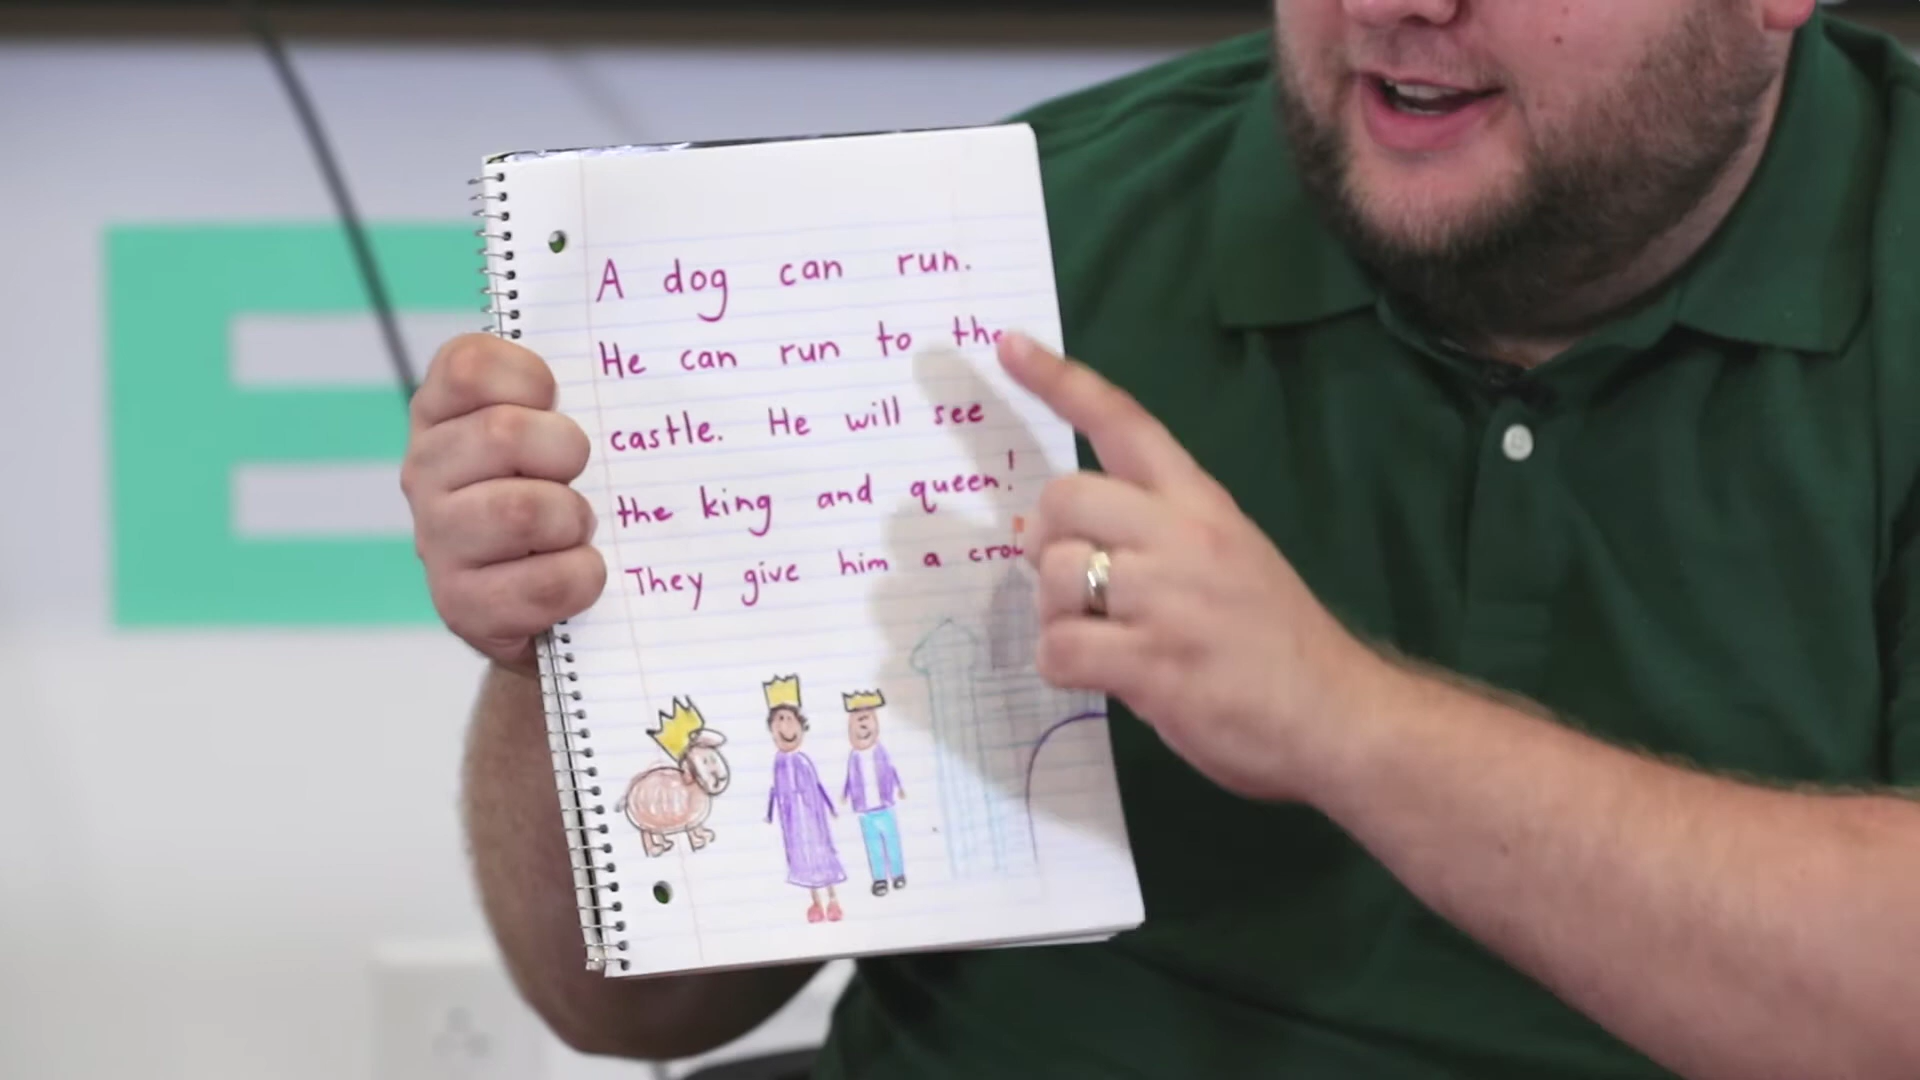 A dog can run.
He can run to the
castle. He will see
the king and queen!
They give him a
E